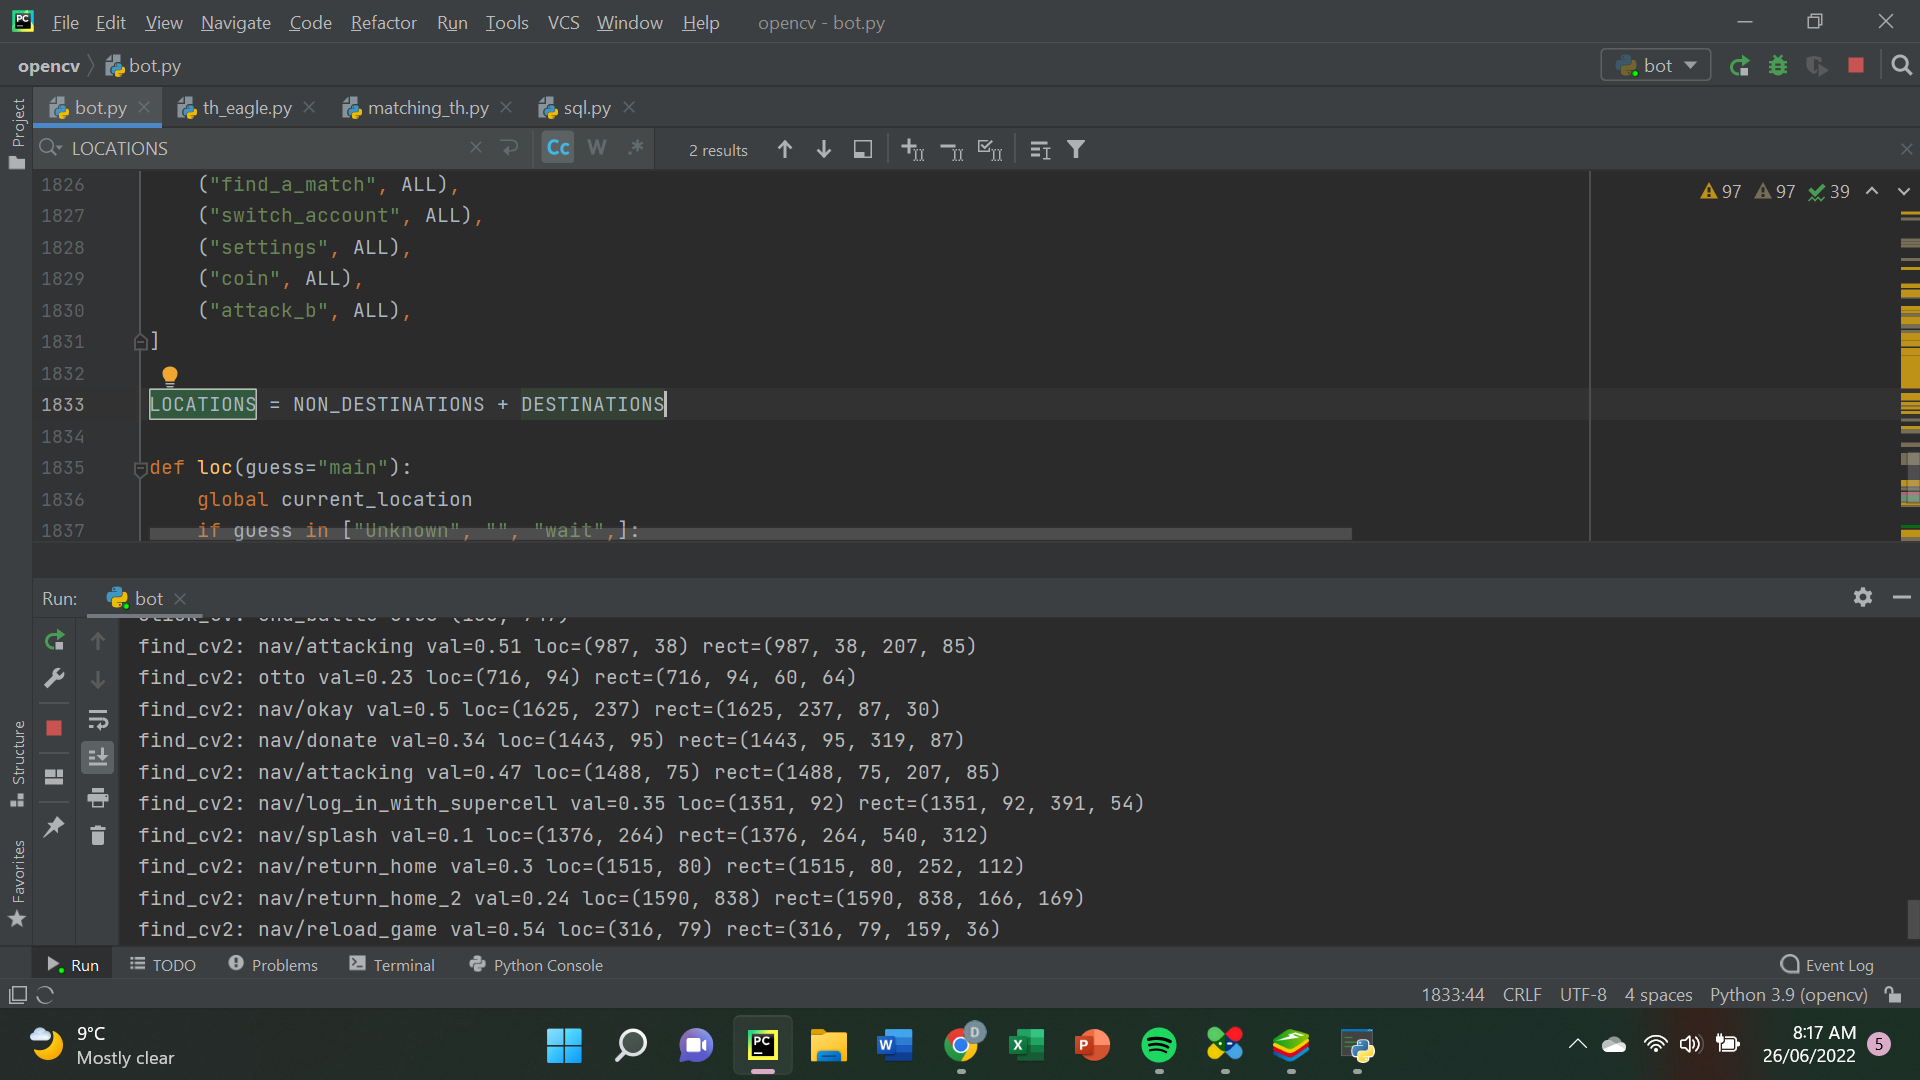 PC File Edit View Navigate Code Refactor Run Tools VCS Window Help opencv - bot.py
opencv bot.py bot
bot.py th_eagle.py matching_th.py sql.py
LOCATIONS Cc W .* 2 results
Project
97 97 39
1826 ("find_a_match", ALL),
1827 ("switch_account", ALL),
1828 ("settings", ALL),
1829 ("coin", ALL),
1830 ("attack_b", ALL),
1831 ]
1832
1833 LOCATIONS = NON_DESTINATIONS + DESTINATIONS
1834
1835 def loc(guess="main"):
1836 global current_location
1837 if guess in ["Unknown", "", "wait",]:
Run: bot
find_cv2: nav/attacking val=0.51 loc=(987, 38) rect=(987, 38, 207, 85)
find_cv2: otto val=0.23 loc=(716, 94) rect=(716, 94, 60, 64)
find_cv2: nav/okay val=0.5 loc=(1625, 237) rect=(1625, 237, 87, 30)
find_cv2: nav/donate val=0.34 loc=(1443, 95) rect=(1443, 95, 319, 87)
find_cv2: nav/attacking val=0.47 loc=(1488, 75) rect=(1488, 75, 207, 85)
find_cv2: nav/log_in_with_supercell val=0.35 loc=(1351, 92) rect=(1351, 92, 391, 54)
find_cv2: nav/splash val=0.1 loc=(1376, 264) rect=(1376, 264, 540, 312)
find_cv2: nav/return_home val=0.3 loc=(1515, 80) rect=(1515, 80, 252, 112)
find_cv2: nav/return_home_2 val=0.24 loc=(1590, 838) rect=(1590, 838, 166, 169)
find_cv2: nav/reload_game val=0.54 loc=(316, 79) rect=(316, 79, 159, 36)
Structure
Favorites
Run TODO Problems Terminal Python Console Event Log
1833:44 CRLF UTF-8 4 spaces Python 3.9 (opencv)
9°C
Mostly clear
PC W D X P
8:17 AM
26/06/2022 5